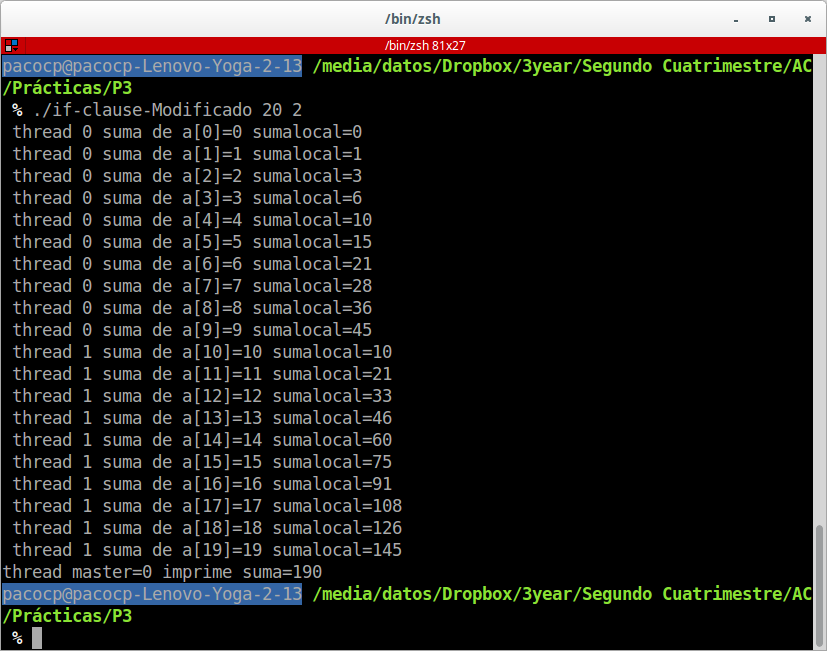 /bin/zsh
/bin/zsh 81x27
pacocp@pacocp-Lenovo-Yoga-2-13 /media/datos/Dropbox/3year/Segundo Cuatrimestre/AC
/Prácticas/P3
% ./if-clause-Modificado 20 2
thread 0 suma de a[0]=0 sumalocal=0
thread 0 suma de a[1]=1 sumalocal=1
thread 0 suma de a[2]=2 sumalocal=3
thread 0 suma de a[3]=3 sumalocal=6
thread 0 suma de a[4]=4 sumalocal=10
thread 0 suma de a[5]=5 sumalocal=15
thread 0 suma de a[6]=6 sumalocal=21
thread 0 suma de a[7]=7 sumalocal=28
thread 0 suma de a[8]=8 sumalocal=36
thread 0 suma de a[9]=9 sumalocal=45
thread 1 suma de a[10]=10 sumalocal=10
thread 1 suma de a[11]=11 sumalocal=21
thread 1 suma de a[12]=12 sumalocal=33
thread 1 suma de a[13]=13 sumalocal=46
thread 1 suma de a[14]=14 sumalocal=60
thread 1 suma de a[15]=15 sumalocal=75
thread 1 suma de a[16]=16 sumalocal=91
thread 1 suma de a[17]=17 sumalocal=108
thread 1 suma de a[18]=18 sumalocal=126
thread 1 suma de a[19]=19 sumalocal=145
thread master=0 imprime suma=190
pacocp@pacocp-Lenovo-Yoga-2-13 /media/datos/Dropbox/3year/Segundo Cuatrimestre/AC
/Prácticas/P3
%